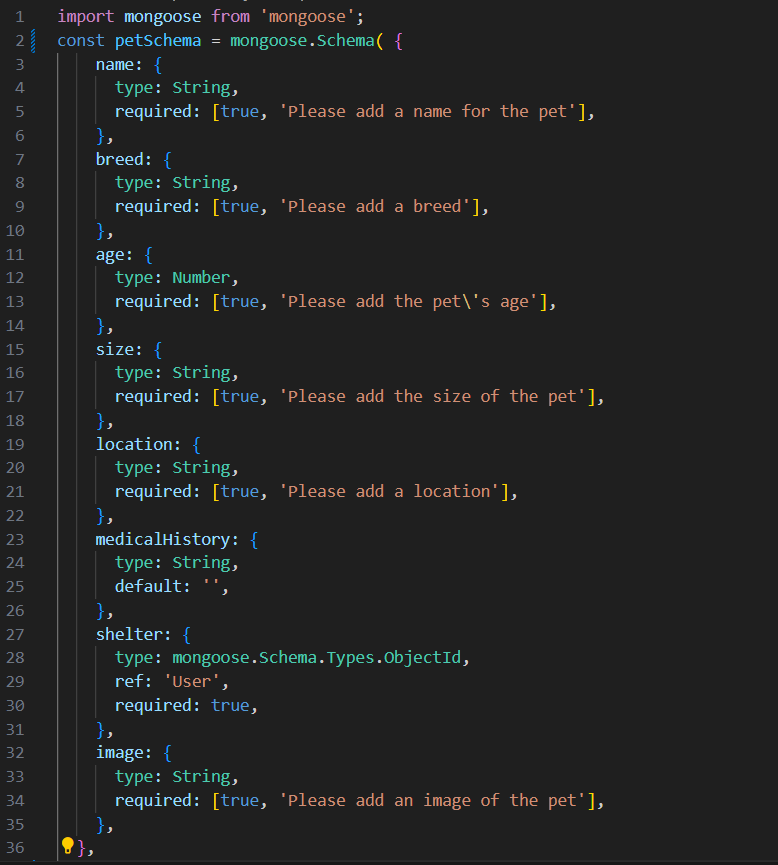 1 import mongoose from 'mongoose';
2 const petSchema = mongoose.Schema( {
3 name: {
4 type: String,
5 required: [true, 'Please add a name for the pet'],
6 },
7 breed: {
8 type: String,
9 required: [true, 'Please add a breed'],
10 },
11 age: {
12 type: Number,
13 required: [true, 'Please add the pet\'s age'],
14 },
15 size: {
16 type: String,
17 required: [true, 'Please add the size of the pet'],
18 },
19 location: {
20 type: String,
21 required: [true, 'Please add a location'],
22 },
23 medicalHistory: {
24 type: String,
25 default: '',
26 },
27 shelter: {
28 type: mongoose.Schema.Types.ObjectId,
29 ref: 'User',
30 required: true,
31 },
32 image: {
33 type: String,
34 required: [true, 'Please add an image of the pet'],
35 },
36 },